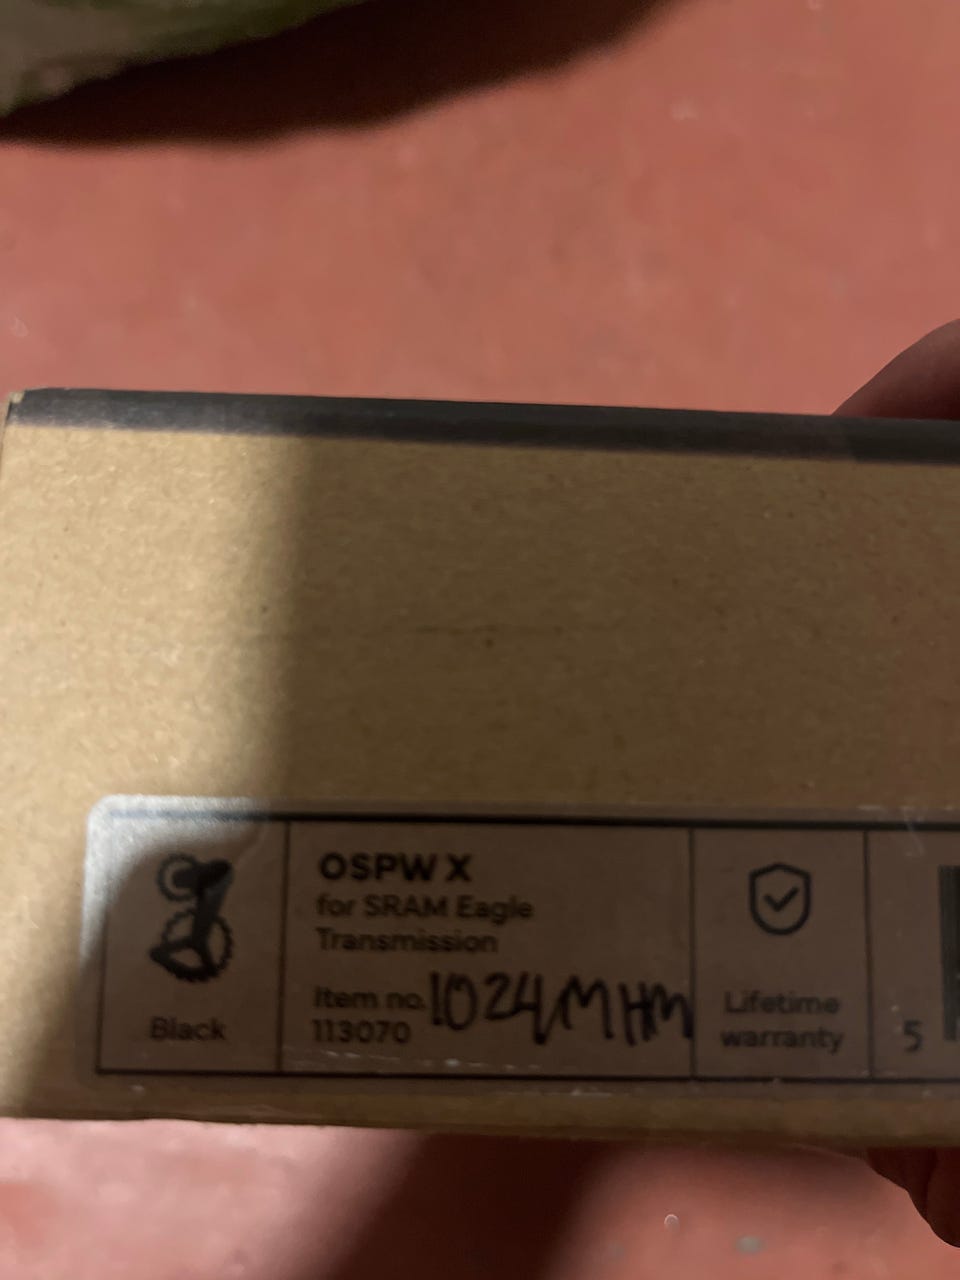 OSPW X
for SRAM Eagle
Transmission
Item no.
113070
1024MHM
Black
Lifetime
warranty
5